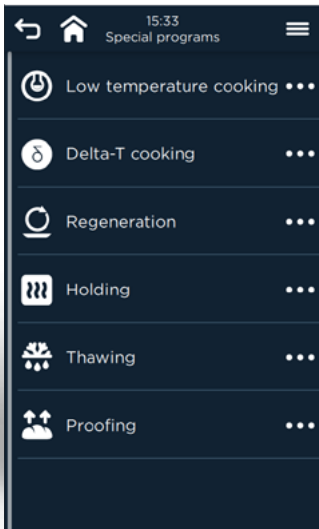 15:33
Special programs
Low temperature cooking
Delta-T cooking
δ
Regeneration
Holding
Thawing
Proofing